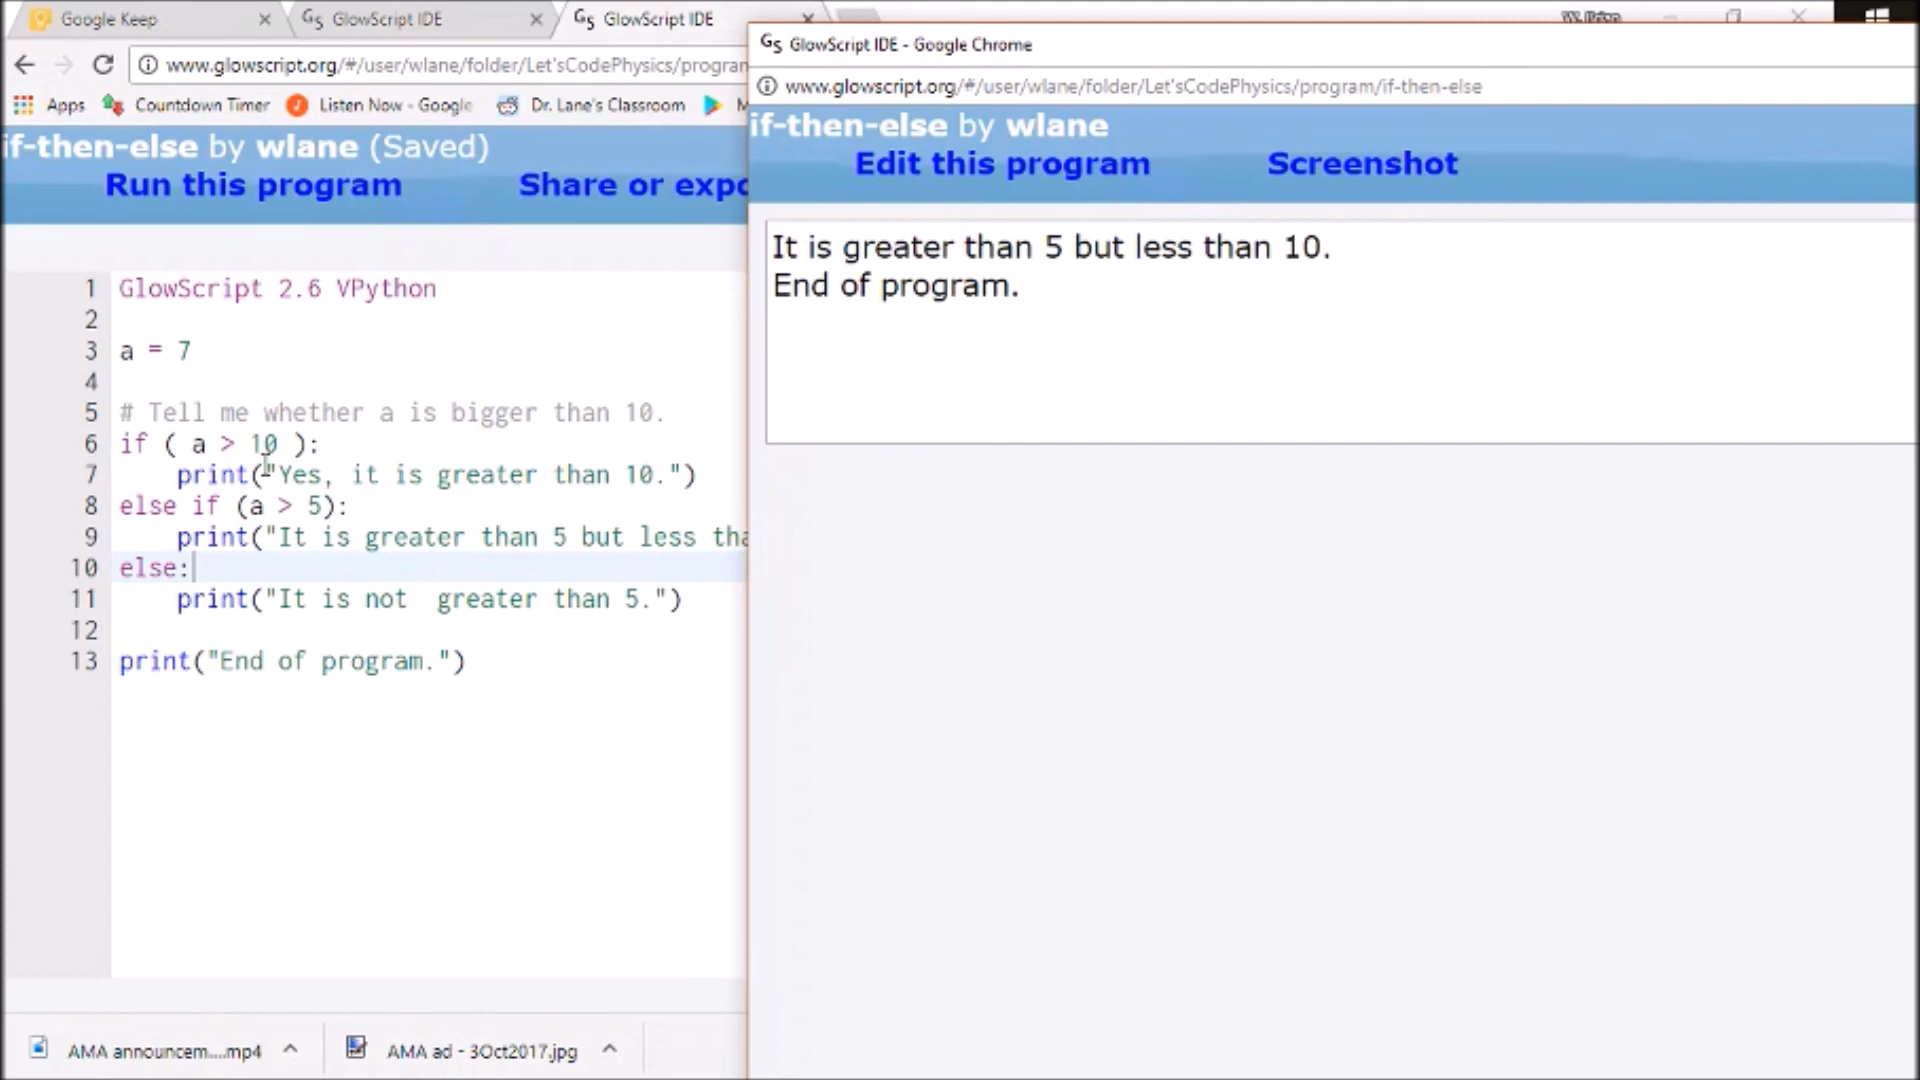 Google Keep
GlowScript IDE
GlowScript IDE
www.glowscript.org/#/user/wlane/folder/Let'sCodePhysics/program
Apps Countdown Timer Listen Now - Google Dr. Lane's Classroom M
if-then-else by wlane (Saved)
Run this program Share or expo
1 GlowScript 2.6 VPython
2
3 a = 7
4
5 # Tell me whether a is bigger than 10.
6 if ( a > 10 ):
7 print("Yes, it is greater than 10.")
8 else if (a > 5):
9 print("It is greater than 5 but less tha
10 else:
11 print("It is not  greater than 5.")
12
13 print("End of program.")
AMA announcem....mp4
AMA ad - 3Oct2017.jpg
GlowScript IDE - Google Chrome
www.glowscript.org/#/user/wlane/folder/Let'sCodePhysics/program/if-then-else
if-then-else by wlane
Edit this program Screenshot
It is greater than 5 but less than 10.
End of program.